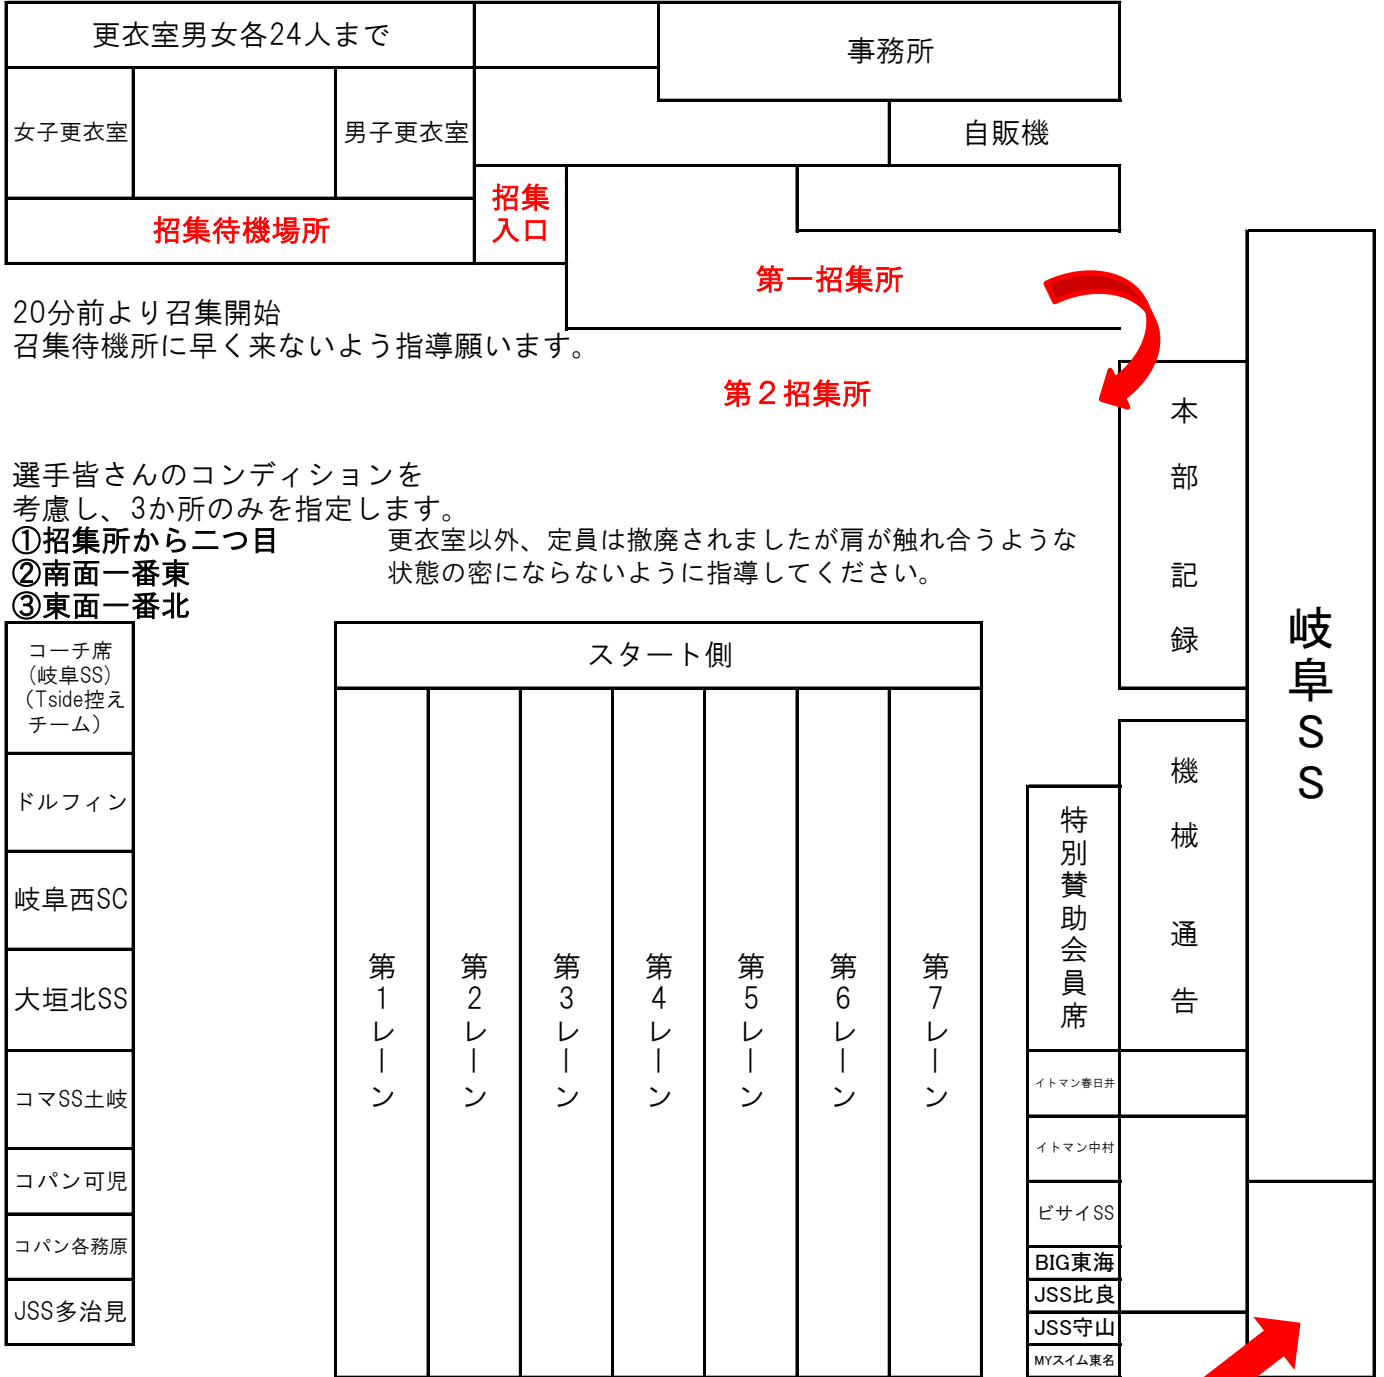 更衣室男女各24人まで
事務所
女子更衣室
男子更衣室
自販機
招集
入口
招集待機場所
第一招集所
20分前より召集開始
召集待機所に早く来ないよう指導願います。
第２招集所
本部 記録
選手皆さんのコンディションを
考慮し、3か所のみを指定します。
①招集所から二つ目
②南面一番東
③東面一番北
更衣室以外、定員は撤廃されましたが肩が触れ合うような
状態の密にならないように指導してください。
岐阜ＳＳ
コーチ席
（岐阜SS）
（Tside控え
チーム）
スタート側
機械 通告
特別賛助会員席
ドルフィン
岐阜西SC
大垣北SS
コマSS土岐
コパン可児
コパン各務原
JSS多治見
第1レーン
第2レーン
第3レーン
第4レーン
第5レーン
第6レーン
第7レーン
イトマン春日井
イトマン中村
ビサイSS
BIG東海
JSS比良
JSS守山
MYスイム東名